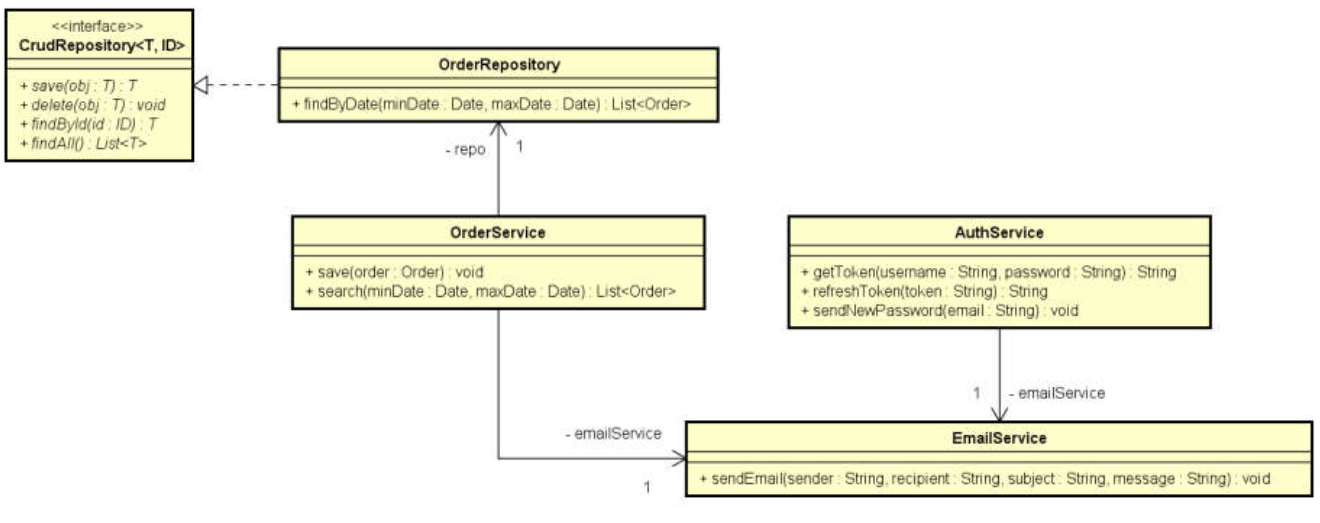 <<interface>>
CrudRepository<T, ID>
+ save(obj : T) : T
+ delete(obj : T) : void
+ findById(id : ID) : T
+ findAll() : List<T>
OrderRepository
+ findByDate(minDate : Date, maxDate : Date) : List<Order>
- repo
1
OrderService
+ save(order : Order) : void
+ search(minDate : Date, maxDate : Date) : List<Order>
AuthService
+ getToken(username : String, password : String) : String
+ refreshToken(token : String) : String
+ sendNewPassword(email : String) : void
1
- emailService
- emailService
1
EmailService
+ sendEmail(sender : String, recipient : String, subject : String, message : String) : void